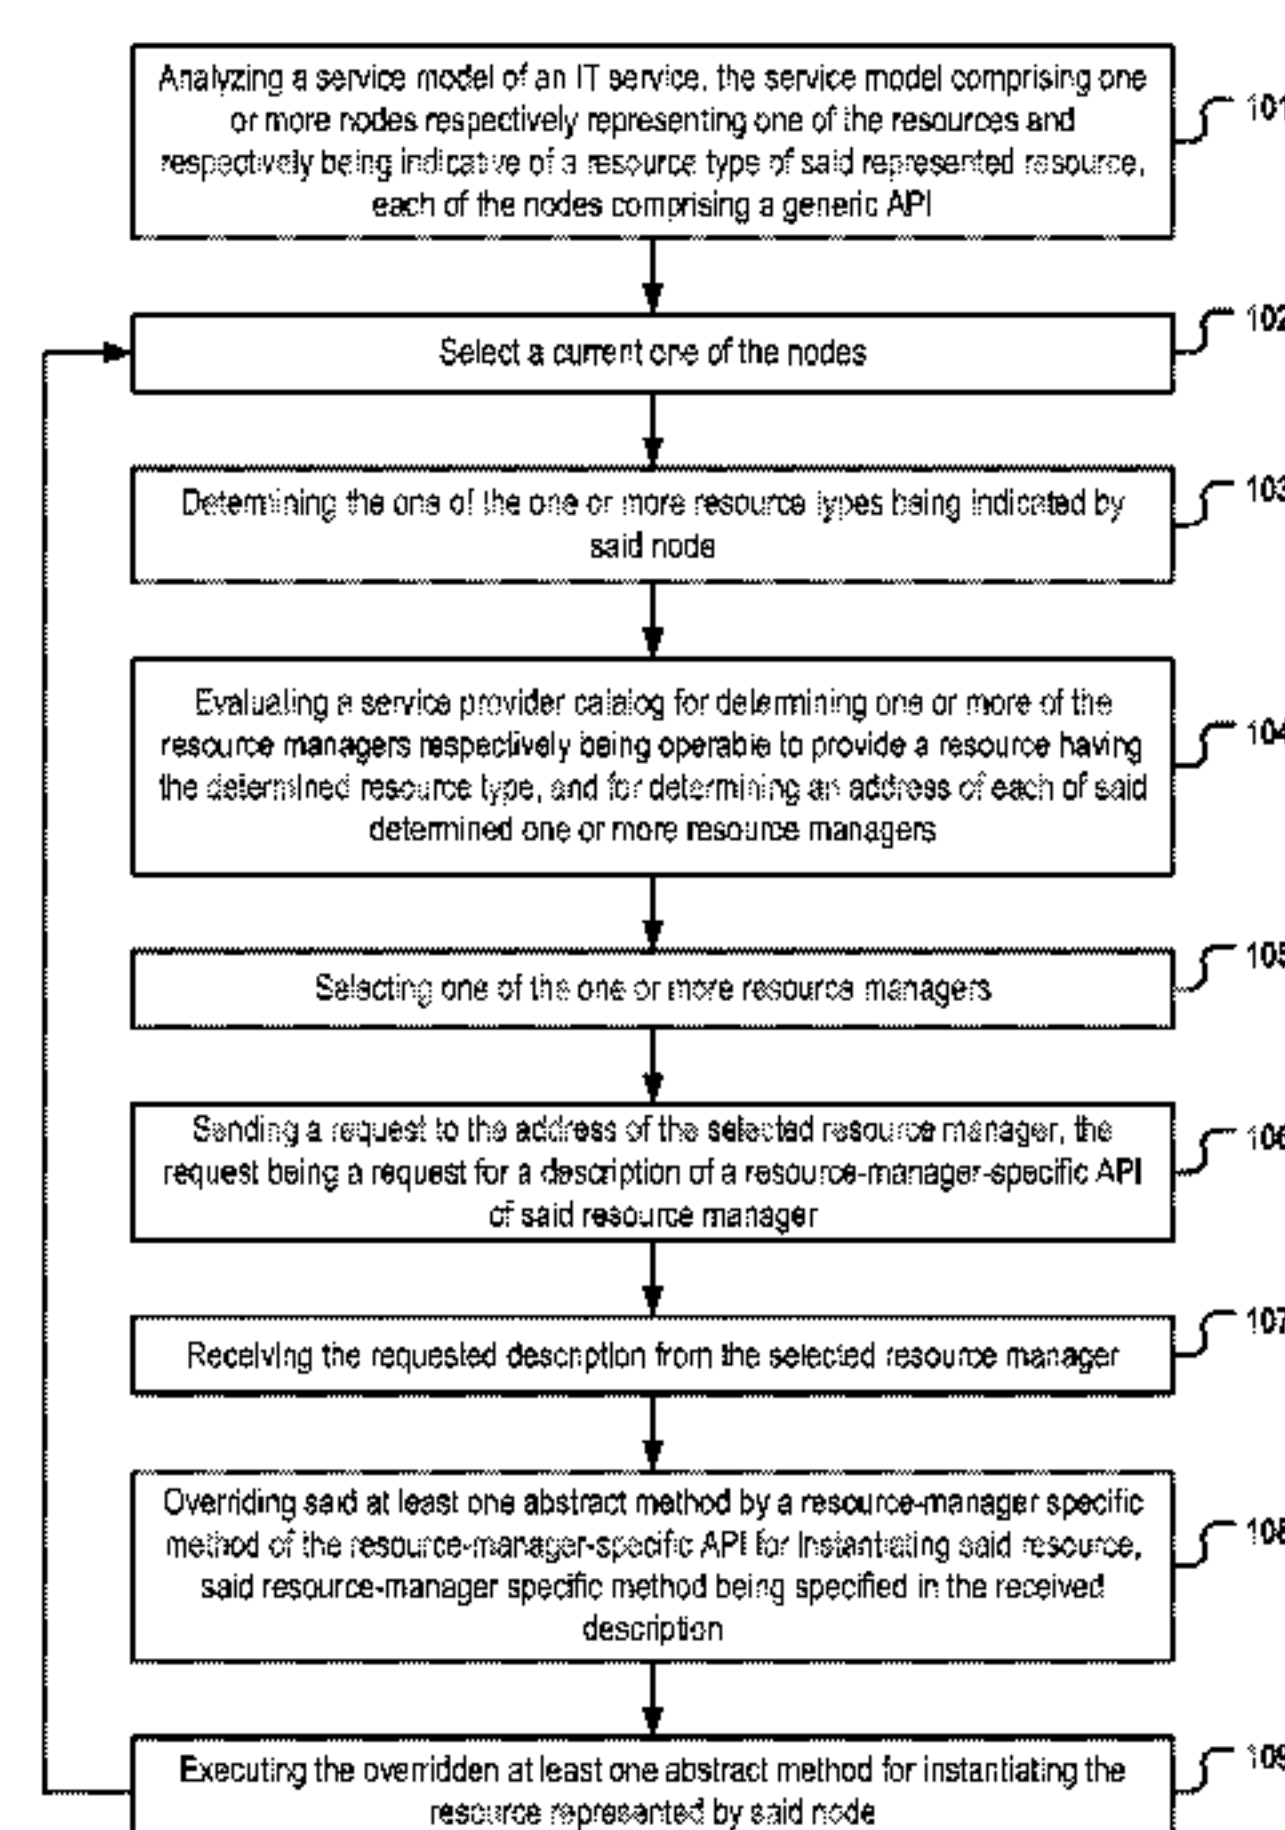 Analyzing a service model of an IT service, the service model comprising one
or more nodes respectively representing one of the resources and
respectively being indicative of a resource type of said represented resource,
each of the nodes comprising a generic API
101
Select a current one of the nodes
102
Determining the one of the one or more resource types being indicated by
said node
103
Evaluating a service provider catalog for determining one or more of the
resource managers respectively being operable to provide a resource having
the determined resource type, and for determining an address of each of said
determined one or more resource managers
104
Selecting one of the one or more resource managers
105
Sending a request to the address of the selected resource manager, the
request being a request for a description of a resource-manager-specific API
of said resource manager
106
Receiving the requested description from the selected resource manager
107
Overriding said at least one abstract method by a resource-manager specific
method of the resource-manager-specific API for instantiating said resource,
said resource-manager specific method being specified in the received
description
108
Executing the overridden at least one abstract method for instantiating the
resource represented by said node
109